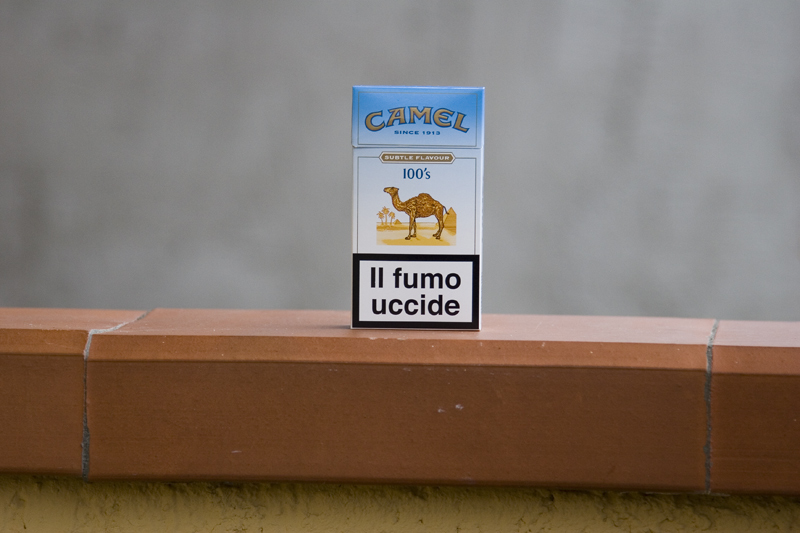 CAMEL
SINCE 1913
SUBTLE FLAVOUR
100's
Il fumo
uccide